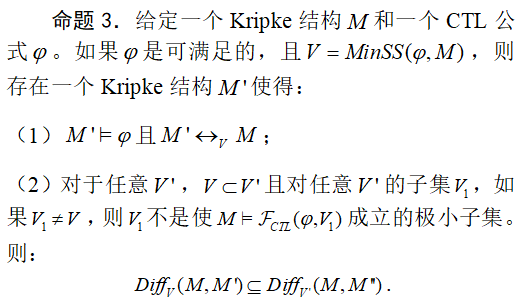 命题 3．给定一个 Kripke 结构 M 和一个 CTL 公
式 φ 。如果 φ 是可满足的，且 V = MinSS(φ, M) ，则
存在一个 Kripke 结构 M ' 使得：
（1） M ' ⊨ φ 且 M ' ↔_V M ；
（2）对于任意 V ' ， V ⊂ V ' 且对任意 V ' 的子集 V₁ ，如
果 V₁ ≠ V ，则 V₁ 不是使 M ⊨ ℱ_CTL(φ, V₁) 成立的极小子集。
则：
Diff_V(M, M ') ⊆ Diff_V'(M, M '') .